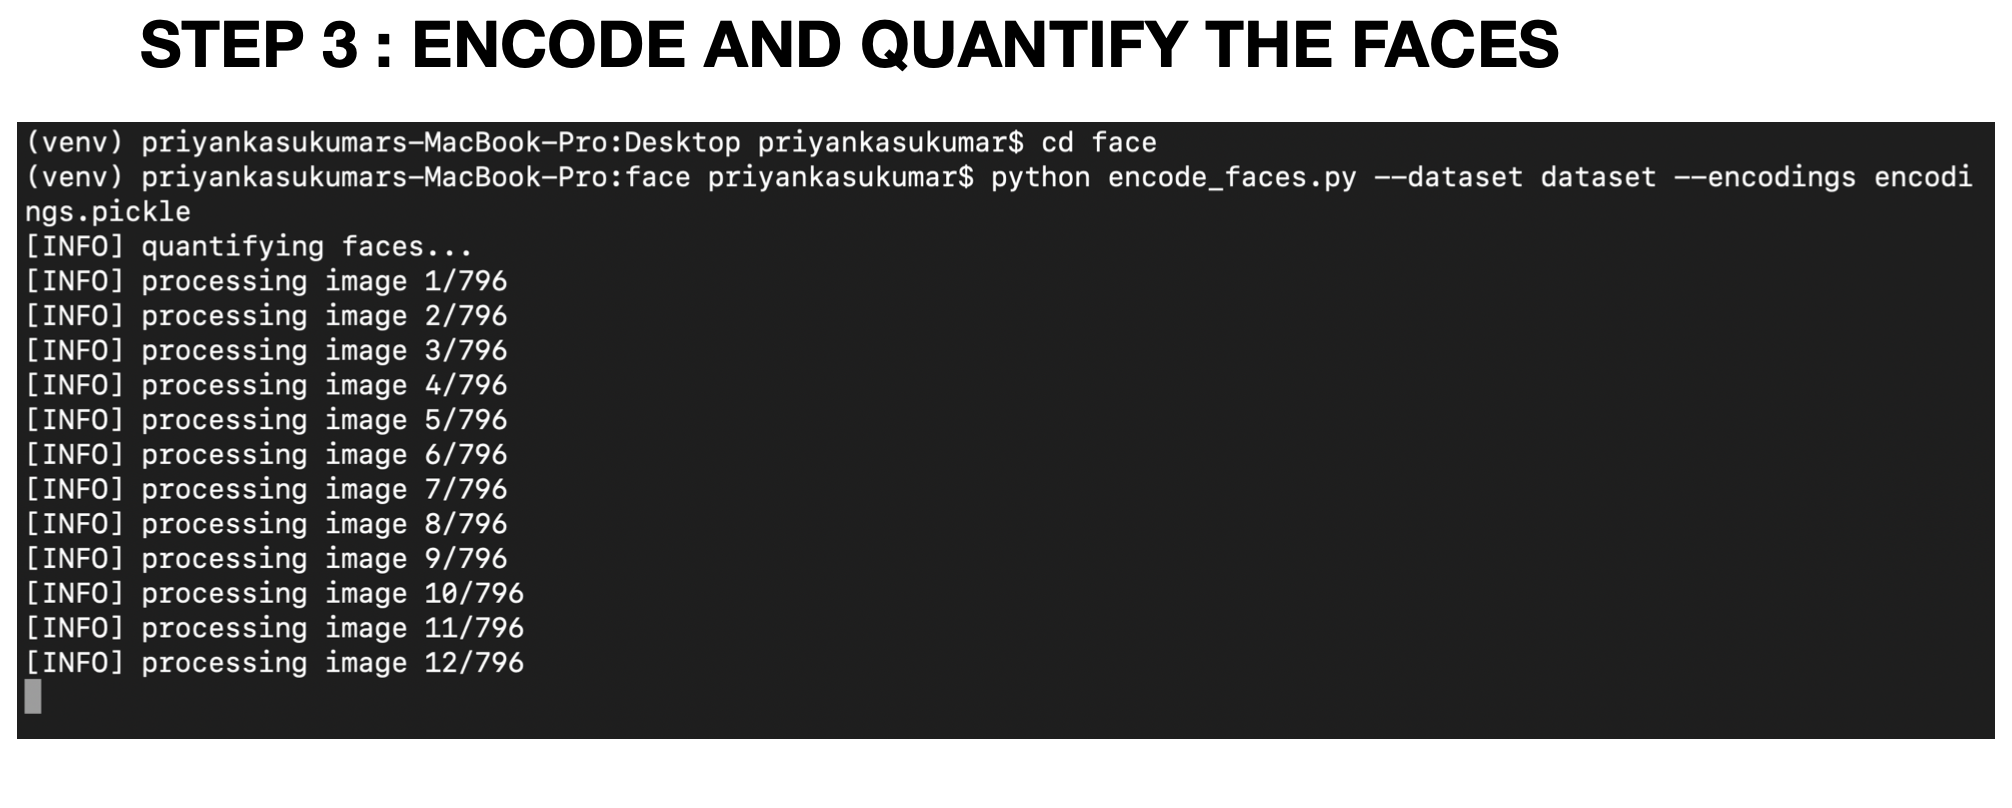 STEP 3 : ENCODE AND QUANTIFY THE FACES
(venv) priyankasukumars-MacBook-Pro:Desktop priyankasukumar$ cd face
(venv) priyankasukumars-MacBook-Pro:face priyankasukumar$ python encode_faces.py --dataset dataset --encodings encodi
ngs.pickle
[INFO] quantifying faces...
[INFO] processing image 1/796
[INFO] processing image 2/796
[INFO] processing image 3/796
[INFO] processing image 4/796
[INFO] processing image 5/796
[INFO] processing image 6/796
[INFO] processing image 7/796
[INFO] processing image 8/796
[INFO] processing image 9/796
[INFO] processing image 10/796
[INFO] processing image 11/796
[INFO] processing image 12/796